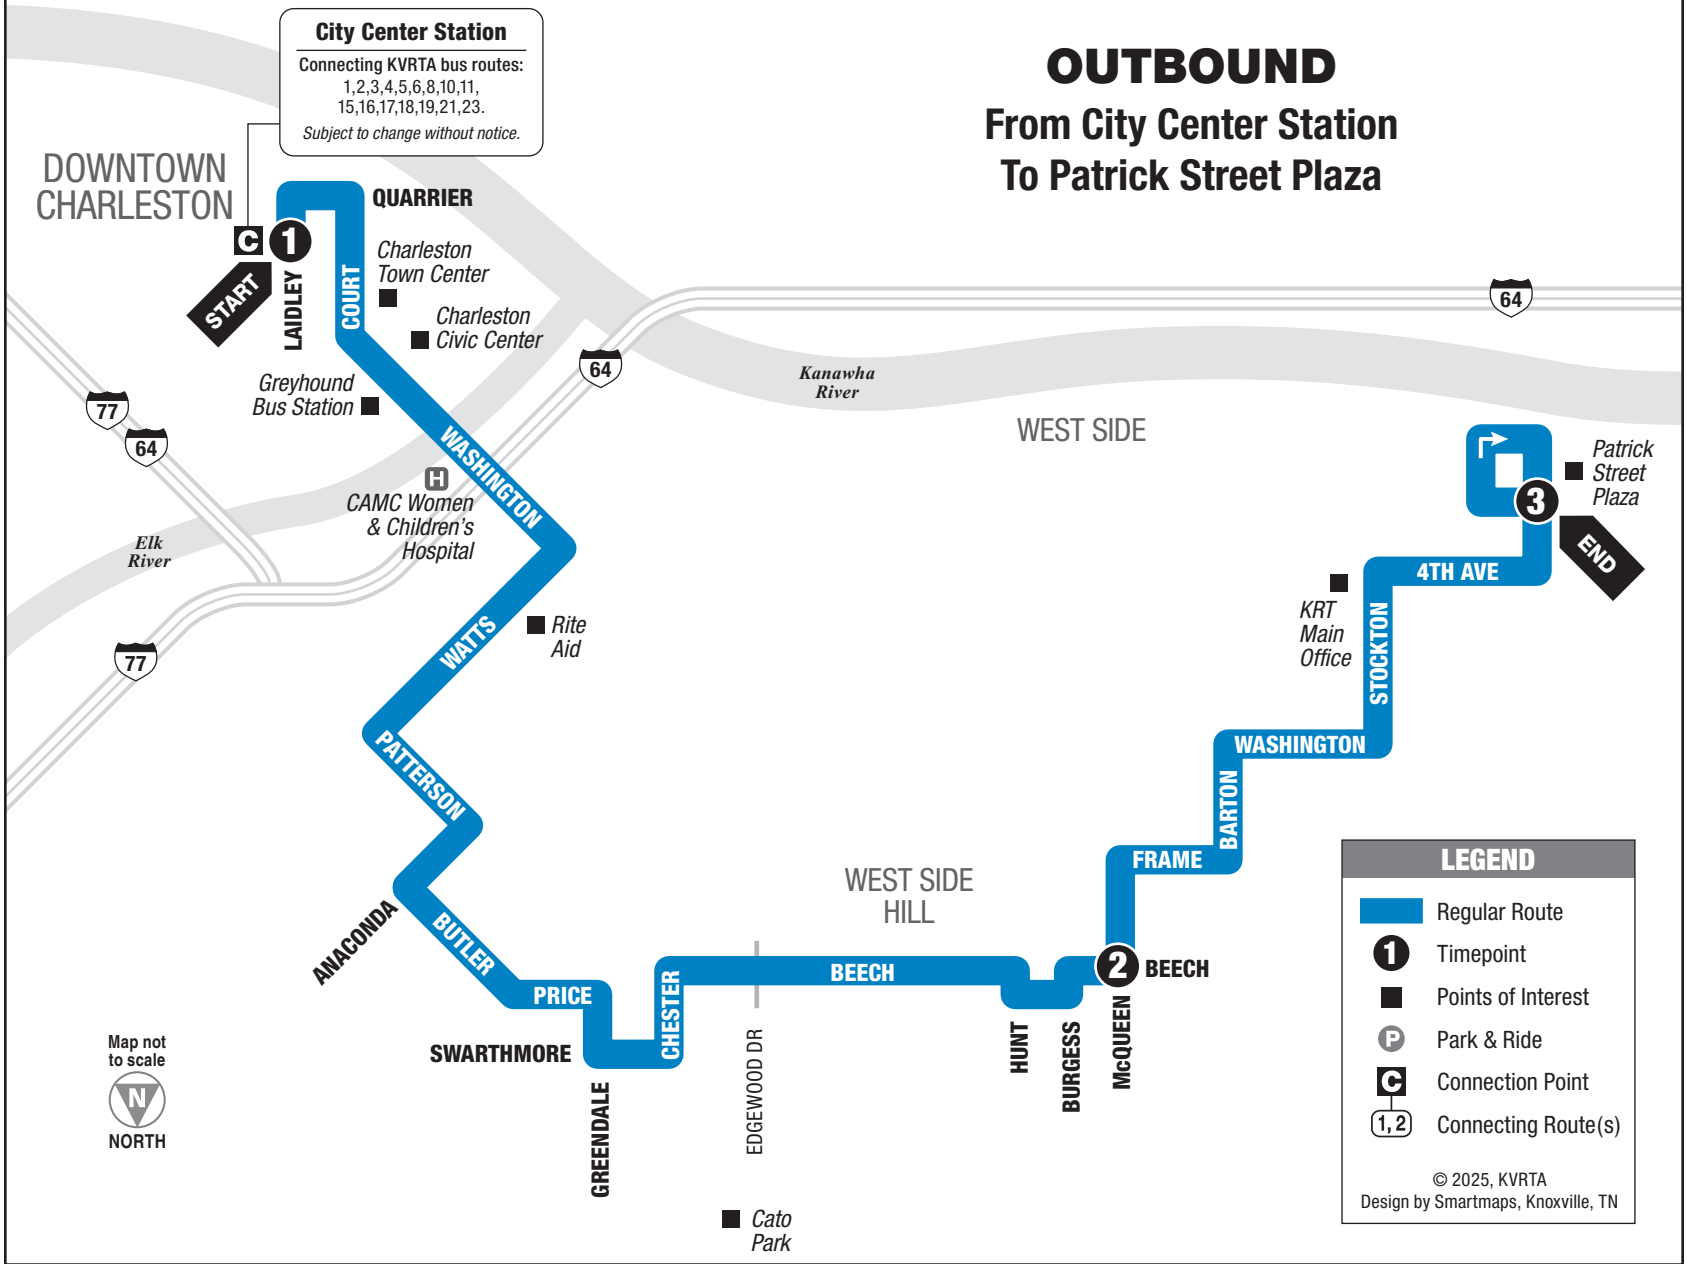 City Center Station
Connecting KVRTA bus routes:
1,2,3,4,5,6,8,10,11,
15,16,17,18,19,21,23.
Subject to change without notice.
OUTBOUND
From City Center Station
To Patrick Street Plaza
DOWNTOWN
CHARLESTON
QUARRIER
C
1
START
LAIDLEY
COURT
Charleston
Town Center
Charleston
Civic Center
64
64
77
64
77
Greyhound
Bus Station
Kanawha
River
WEST SIDE
WASHINGTON
H
CAMC Women
& Children's
Hospital
Elk
River
Patrick
Street
Plaza
3
END
4TH AVE
KRT
Main
Office
STOCKTON
Rite
Aid
WATTS
PATTERSON
WASHINGTON
BARTON
FRAME
WEST SIDE
HILL
ANACONDA
BUTLER
PRICE
SWARTHMORE
GREENDALE
CHESTER
BEECH
EDGEWOOD DR
HUNT
BURGESS
McQUEEN
2
BEECH
Cato
Park
Map not
to scale
N
NORTH
LEGEND
Regular Route
1
Timepoint
Points of Interest
P
Park & Ride
C
Connection Point
1, 2
Connecting Route(s)
© 2025, KVRTA
Design by Smartmaps, Knoxville, TN